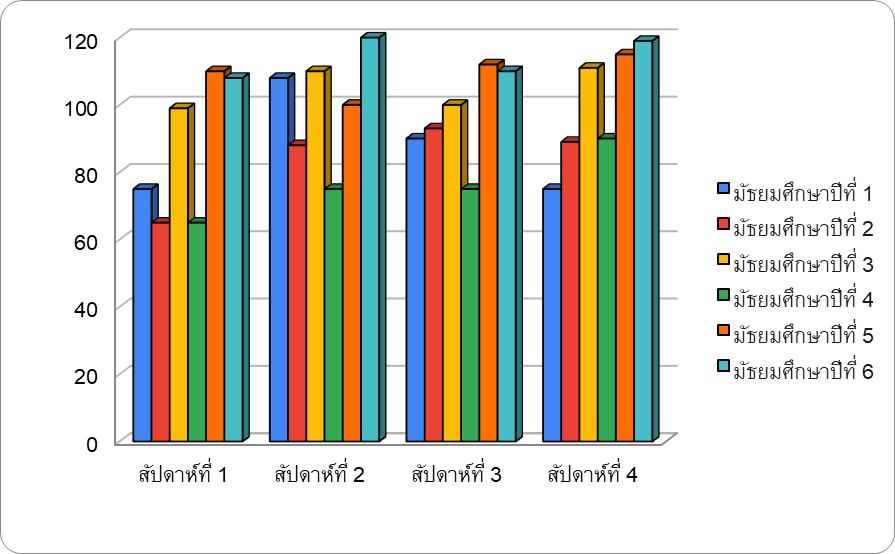 120
100
80
60
40
20
0
สัปดาห์ที่ 1
สัปดาห์ที่ 2
สัปดาห์ที่ 3
สัปดาห์ที่ 4
มัธยมศึกษาปีที่ 1
มัธยมศึกษาปีที่ 2
มัธยมศึกษาปีที่ 3
มัธยมศึกษาปีที่ 4
มัธยมศึกษาปีที่ 5
มัธยมศึกษาปีที่ 6